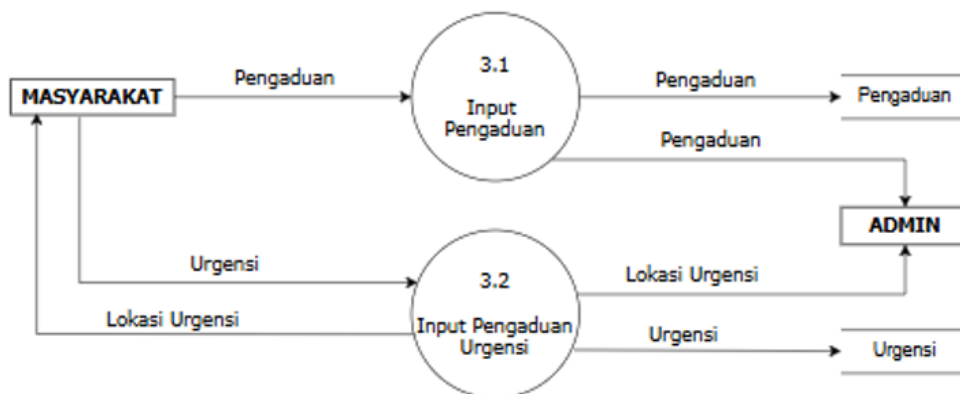 3.1
Pengaduan
Pengaduan
MASYARAKAT
Input
Pengaduan
Pengaduan
Pengaduan
ADMIN
Urgensi
Lokasi Urgensi
3.2
Lokasi Urgensi
Input Pengaduan
Urgensi
Urgensi
Urgensi